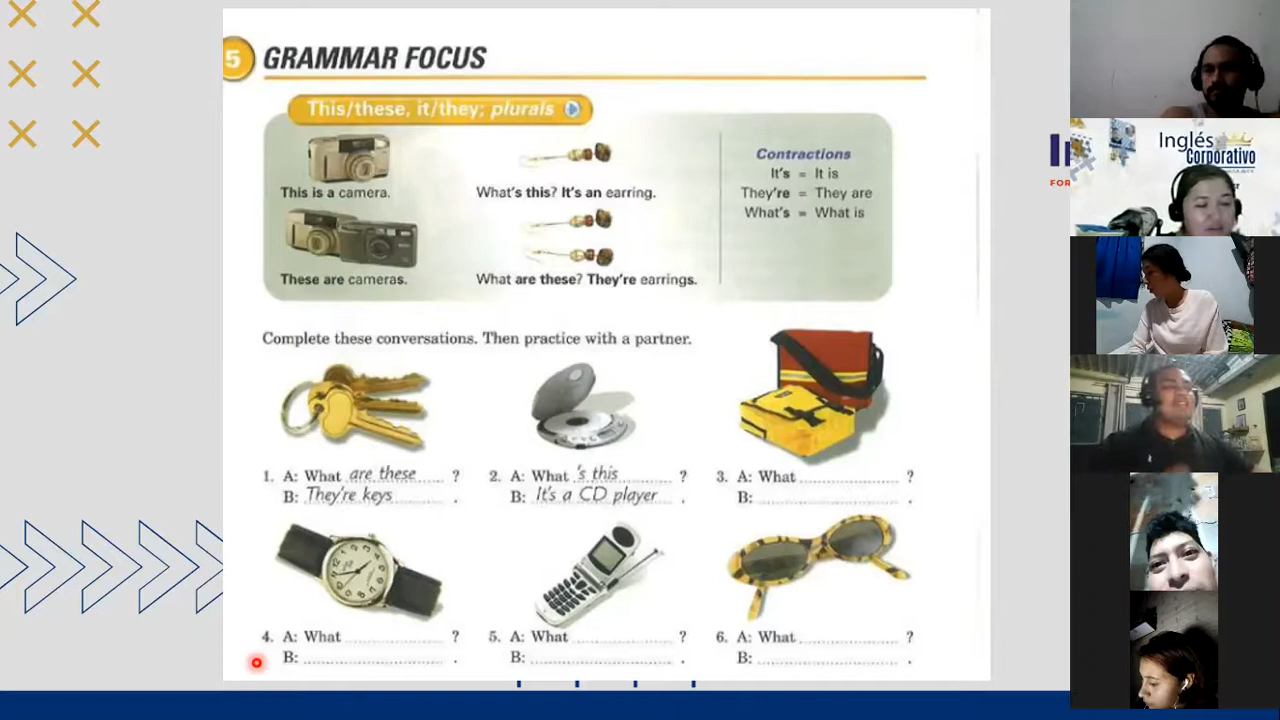 5 GRAMMAR FOCUS
This/these, it/they; plurals
This is a camera.
What's this? It's an earring.
These are cameras.
What are these? They're earrings.
Contractions
It's = It is
They're = They are
What's = What is
Complete these conversations. Then practice with a partner.
1. A: What are these ?
B: They're keys .
2. A: What 's this ?
B: It's a CD player .
3. A: What ?
B: .
4. A: What ?
B: .
5. A: What ?
B: .
6. A: What ?
B: .
Inglés
Corporativo